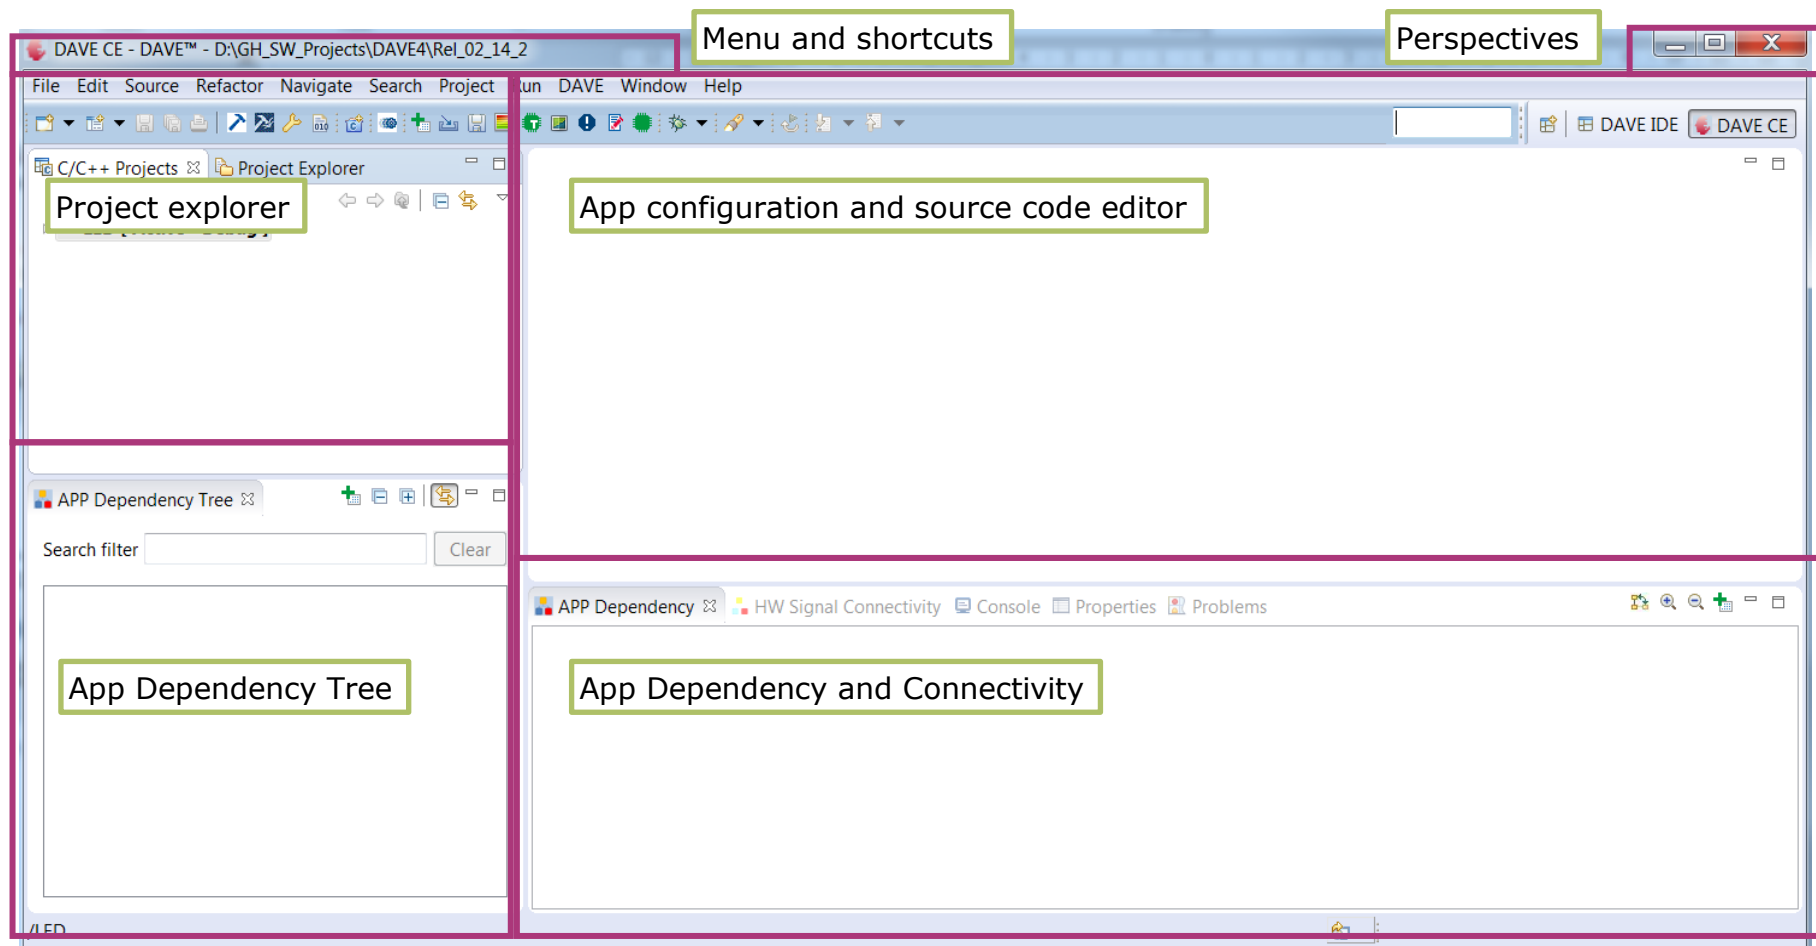 Menu and shortcuts
Perspectives
DAVE CE - DAVE™ - D:\GH_SW_Projects\DAVE4\Rel_02_14_2
File Edit Source Refactor Navigate Search Project Run DAVE Window Help
DAVE IDE DAVE CE
C/C++ Projects Project Explorer
Project explorer
App configuration and source code editor
APP Dependency Tree
Search filter Clear
APP Dependency HW Signal Connectivity Console Properties Problems
App Dependency Tree
App Dependency and Connectivity